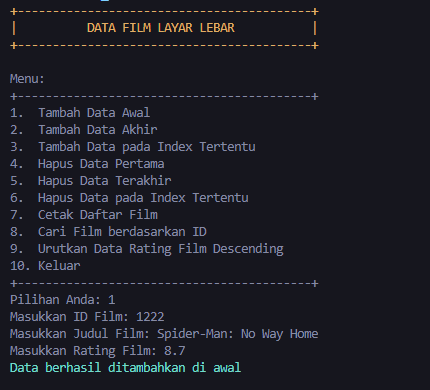 +------------------------------------------+
|          DATA FILM LAYAR LEBAR           |
+------------------------------------------+
Menu:
+------------------------------------------+
1.  Tambah Data Awal
2.  Tambah Data Akhir
3.  Tambah Data pada Index Tertentu
4.  Hapus Data Pertama
5.  Hapus Data Terakhir
6.  Hapus Data pada Index Tertentu
7.  Cetak Daftar Film
8.  Cari Film berdasarkan ID
9.  Urutkan Data Rating Film Descending
10. Keluar
+------------------------------------------+
Pilihan Anda: 1
Masukkan ID Film: 1222
Masukkan Judul Film: Spider-Man: No Way Home
Masukkan Rating Film: 8.7
Data berhasil ditambahkan di awal